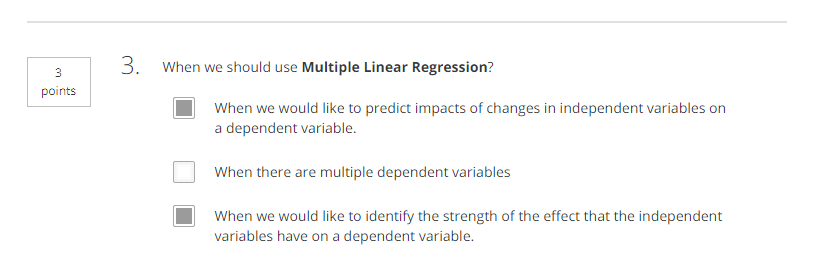 3
points
3.
When we should use Multiple Linear Regression?
When we would like to predict impacts of changes in independent variables on
a dependent variable.
When there are multiple dependent variables
When we would like to identify the strength of the effect that the independent
variables have on a dependent variable.